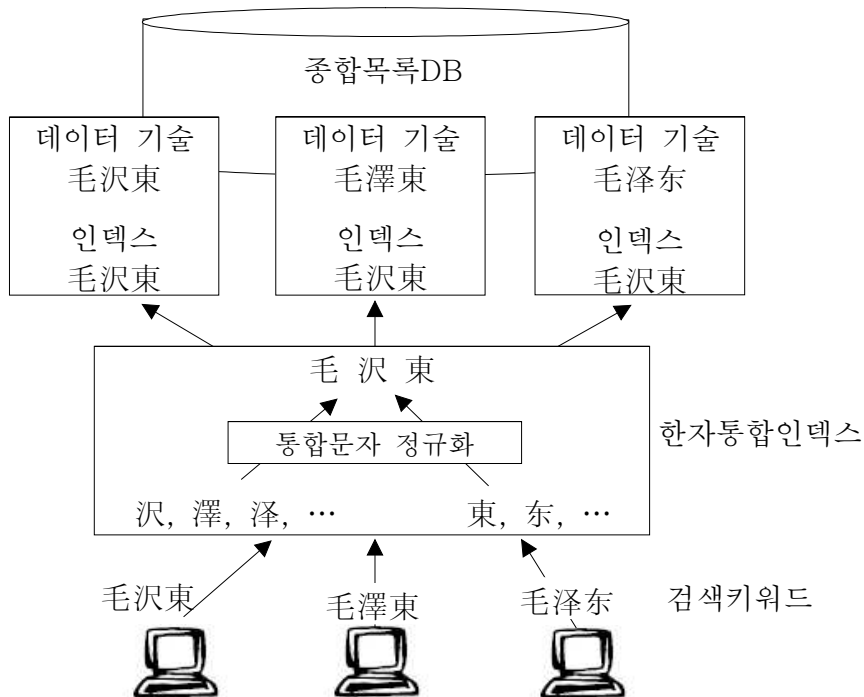 종합목록DB
데이터 기술 데이터 기술 데이터 기술
毛沢東 毛澤東 毛泽东
인덱스 인덱스 인덱스
毛沢東 毛沢東 毛沢東
毛 沢 東
통합문자 정규화
한자통합인덱스
沢, 澤, 泽, … 東, 东, …
毛沢東 毛澤東 毛泽东 검색키워드